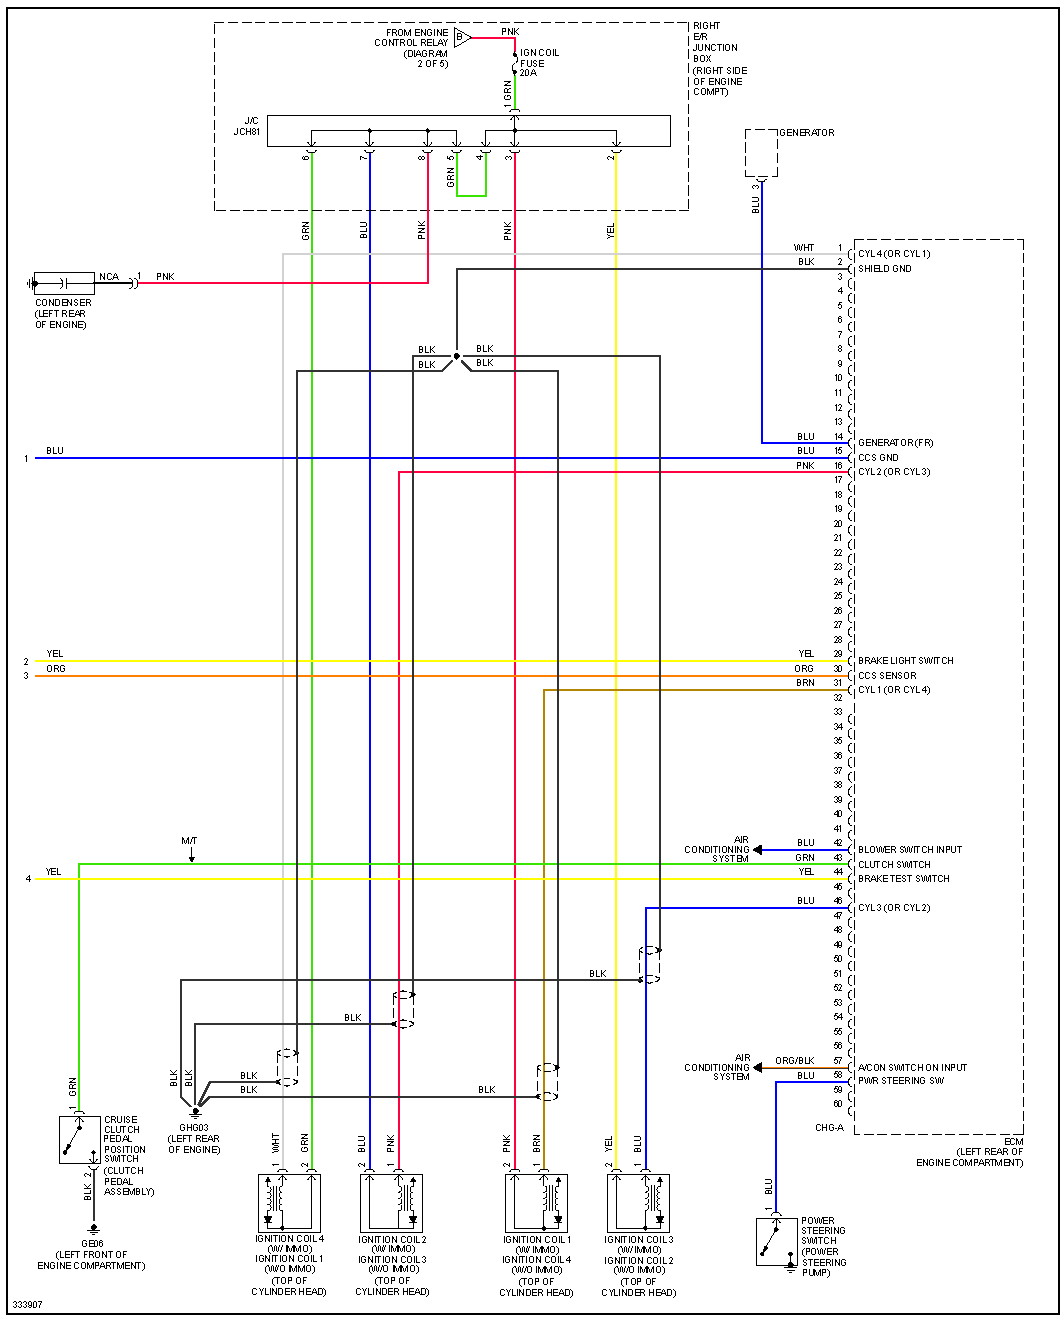 FROM ENGINE
CONTROL RELAY
(DIAGRAM
2 OF 5)
B
PNK
IGN COIL
FUSE
20A
1 GRN
RIGHT
E/R
JUNCTION
BOX
(RIGHT SIDE
OF ENGINE
COMPT)
J/C
JCH81
6
7
8
5
4
3
2
GRN
GRN
BLU
PNK
PNK
YEL
GENERATOR
3
BLU
NCA
1
PNK
CONDENSER
(LEFT REAR
OF ENGINE)
WHT
1
CYL 4 (OR CYL 1)
BLK
2
SHIELD GND
3
4
5
6
7
8
9
10
11
12
13
BLK
BLK
BLK
BLK
BLU
14
GENERATOR (FR)
1
BLU
BLU
15
CCS GND
PNK
16
CYL 2 (OR CYL 3)
17
18
19
20
21
22
23
24
25
26
27
28
2
YEL
YEL
29
BRAKE LIGHT SWITCH
3
ORG
ORG
30
CCS SENSOR
BRN
31
CYL 1 (OR CYL 4)
32
33
34
35
36
37
38
39
40
41
M/T
AIR
CONDITIONING
SYSTEM
BLU
42
BLOWER SWITCH INPUT
GRN
43
CLUTCH SWITCH
4
YEL
YEL
44
BRAKE TEST SWITCH
45
BLU
46
CYL 3 (OR CYL 2)
47
48
49
50
51
52
53
54
55
56
BLK
BLK
BLK
BLK
BLK
BLK
BLK
AIR
CONDITIONING
SYSTEM
ORG/BLK
57
A/CON SWITCH ON INPUT
BLU
58
PWR STEERING SW
59
60
CHG-A
ECM
(LEFT REAR OF
ENGINE COMPARTMENT)
GHG03
(LEFT REAR
OF ENGINE)
GRN
1
CRUISE
CLUTCH
PEDAL
POSITION
SWITCH
(CLUTCH
PEDAL
ASSEMBLY)
2
BLK
GE06
(LEFT FRONT OF
ENGINE COMPARTMENT)
1 WHT
2 GRN
2 BLU
1 PNK
2 PNK
1 BRN
2 YEL
1 BLU
IGNITION COIL 4
(W/ IMMO)
IGNITION COIL 1
(W/O IMMO)
(TOP OF
CYLINDER HEAD)
IGNITION COIL 2
(W/ IMMO)
IGNITION COIL 3
(W/O IMMO)
(TOP OF
CYLINDER HEAD)
IGNITION COIL 1
(W/ IMMO)
IGNITION COIL 4
(W/O IMMO)
(TOP OF
CYLINDER HEAD)
IGNITION COIL 3
(W/ IMMO)
IGNITION COIL 2
(W/O IMMO)
(TOP OF
CYLINDER HEAD)
1 BLU
POWER
STEERING
SWITCH
(POWER
STEERING
PUMP)
333907